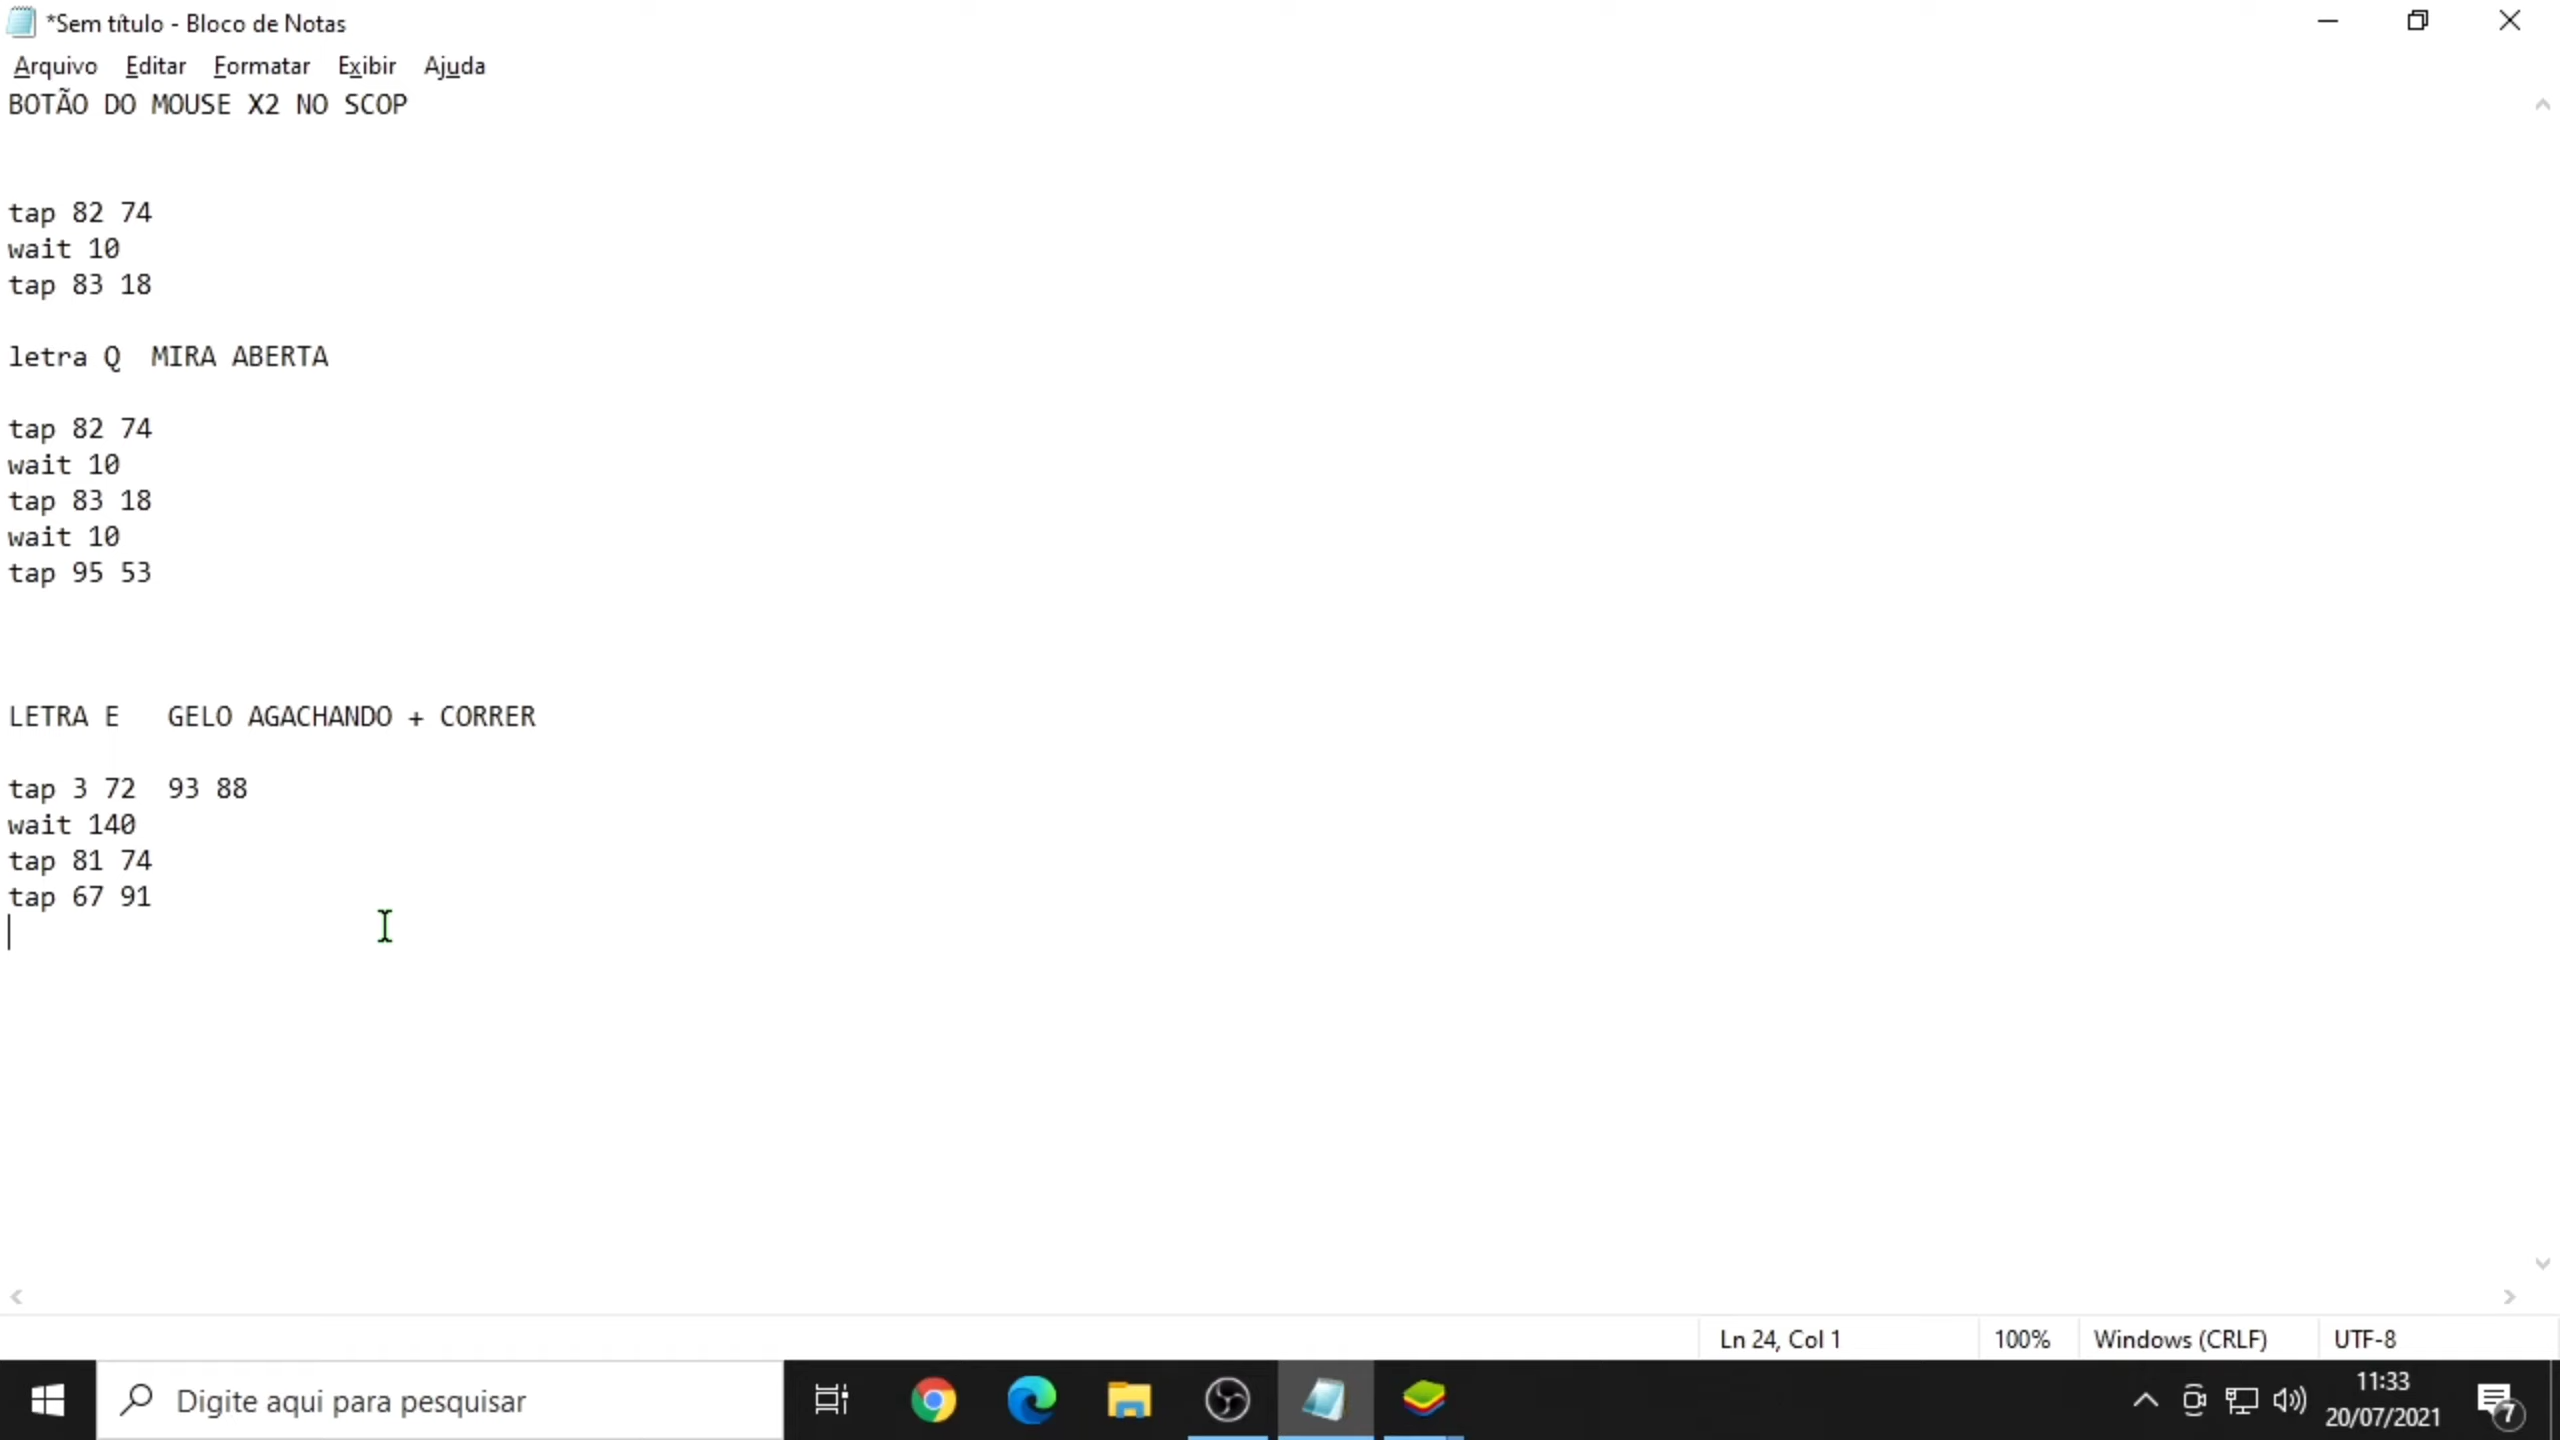 *Sem título - Bloco de Notas
Arquivo Editar Formatar Exibir Ajuda
BOTÃO DO MOUSE X2 NO SCOP
tap 82 74
wait 10
tap 83 18
letra Q  MIRA ABERTA
tap 82 74
wait 10
tap 83 18
wait 10
tap 95 53
LETRA E   GELO AGACHANDO + CORRER
tap 3 72  93 88
wait 140
tap 81 74
tap 67 91
Ln 24, Col 1 100% Windows (CRLF) UTF-8
Digite aqui para pesquisar
11:33
20/07/2021
7